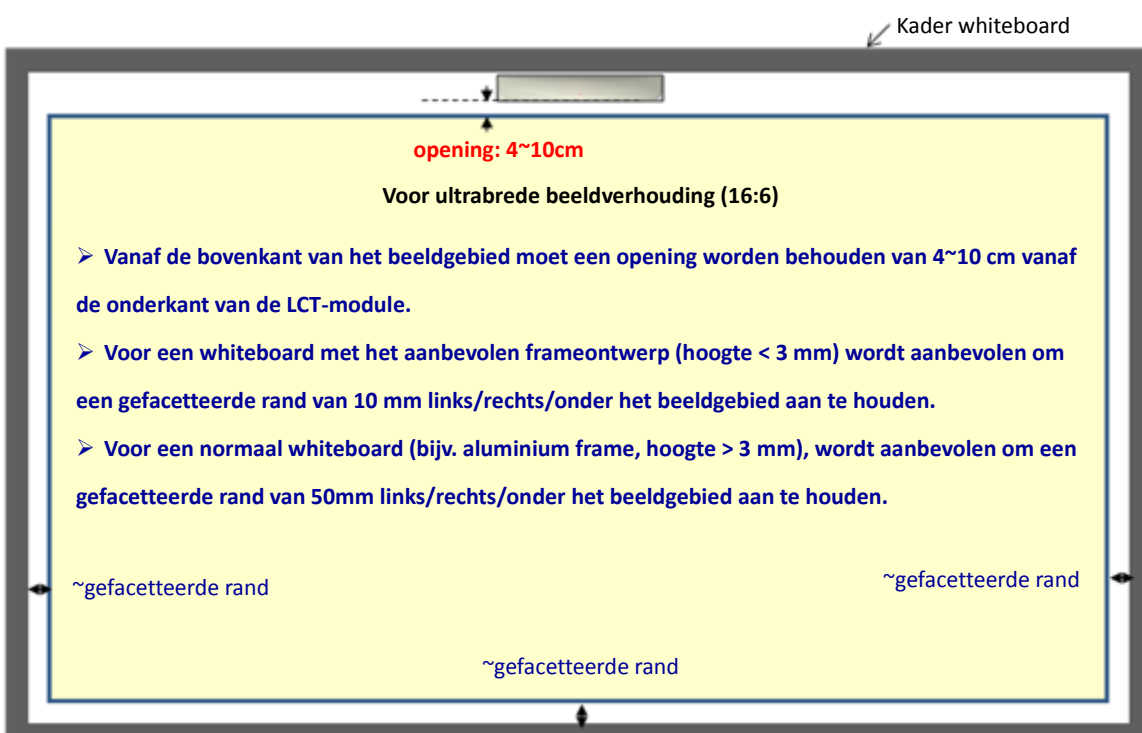 Kader whiteboard
opening: 4~10cm
Voor ultrabrede beeldverhouding (16:6)
➢ Vanaf de bovenkant van het beeldgebied moet een opening worden behouden van 4~10 cm vanaf
de onderkant van de LCT-module.
➢ Voor een whiteboard met het aanbevolen frameontwerp (hoogte < 3 mm) wordt aanbevolen om
een gefacetteerde rand van 10 mm links/rechts/onder het beeldgebied aan te houden.
➢ Voor een normaal whiteboard (bijv. aluminium frame, hoogte > 3 mm), wordt aanbevolen om een
gefacetteerde rand van 50mm links/rechts/onder het beeldgebied aan te houden.
~gefacetteerde rand
~gefacetteerde rand
~gefacetteerde rand